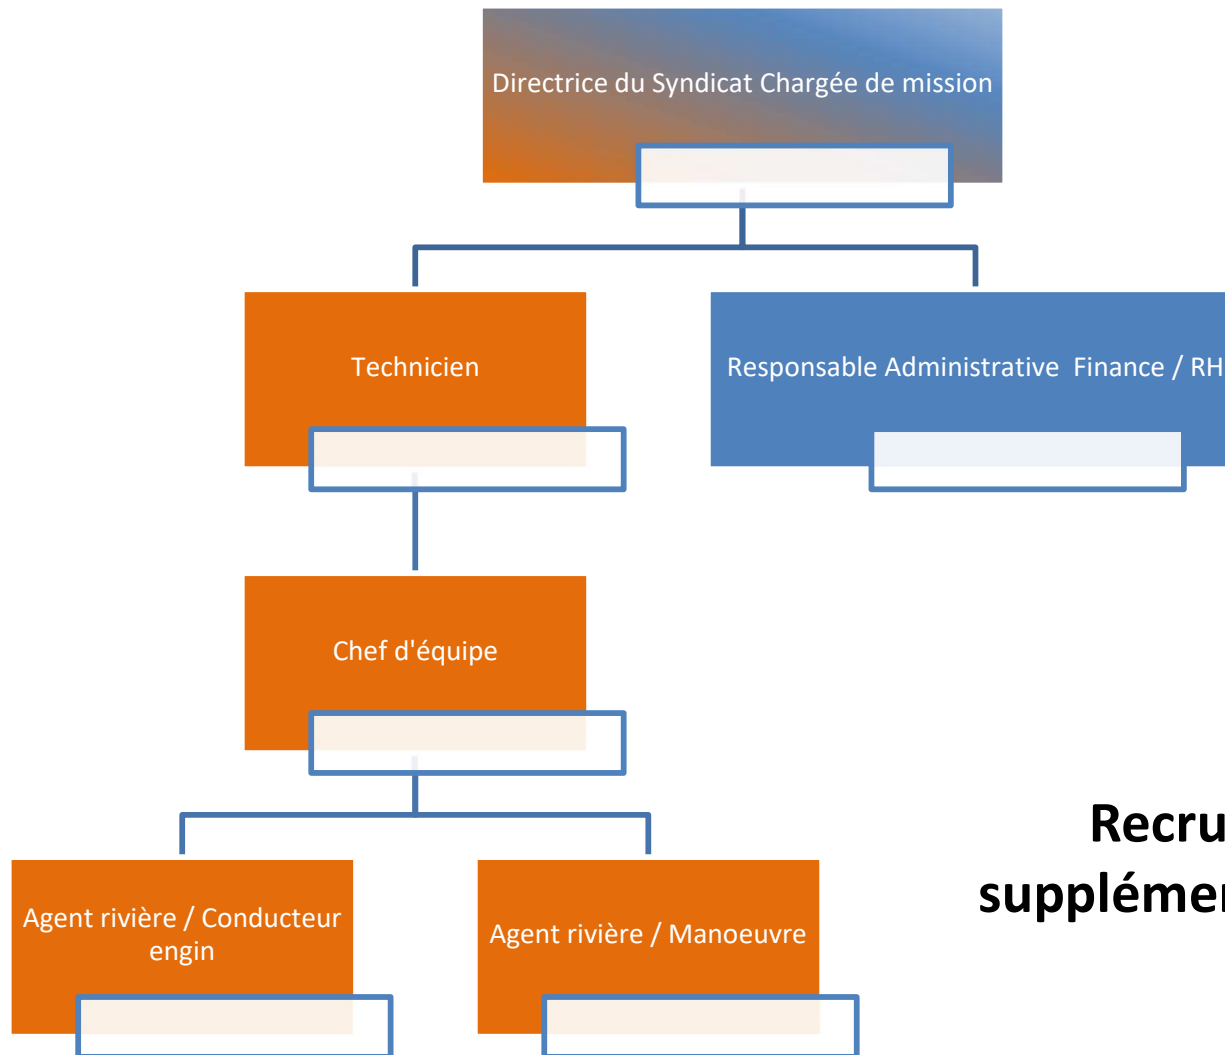 Directrice du Syndicat Chargée de mission
Technicien
Responsable Administrative Finance / RH
Chef d'équipe
Agent rivière / Conducteur
engin
Agent rivière / Manoeuvre